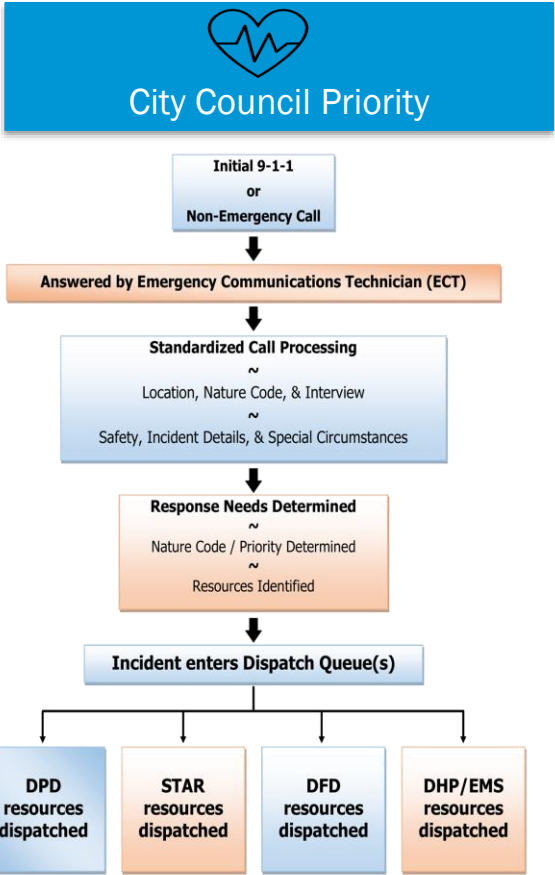 City Council Priority
Initial 9-1-1
or
Non-Emergency Call
Answered by Emergency Communications Technician (ECT)
Standardized Call Processing
~
Location, Nature Code, & Interview
~
Safety, Incident Details, & Special Circumstances
Response Needs Determined
~
Nature Code / Priority Determined
~
Resources Identified
Incident enters Dispatch Queue(s)
DPD
resources
dispatched
STAR
resources
dispatched
DFD
resources
dispatched
DHP/EMS
resources
dispatched